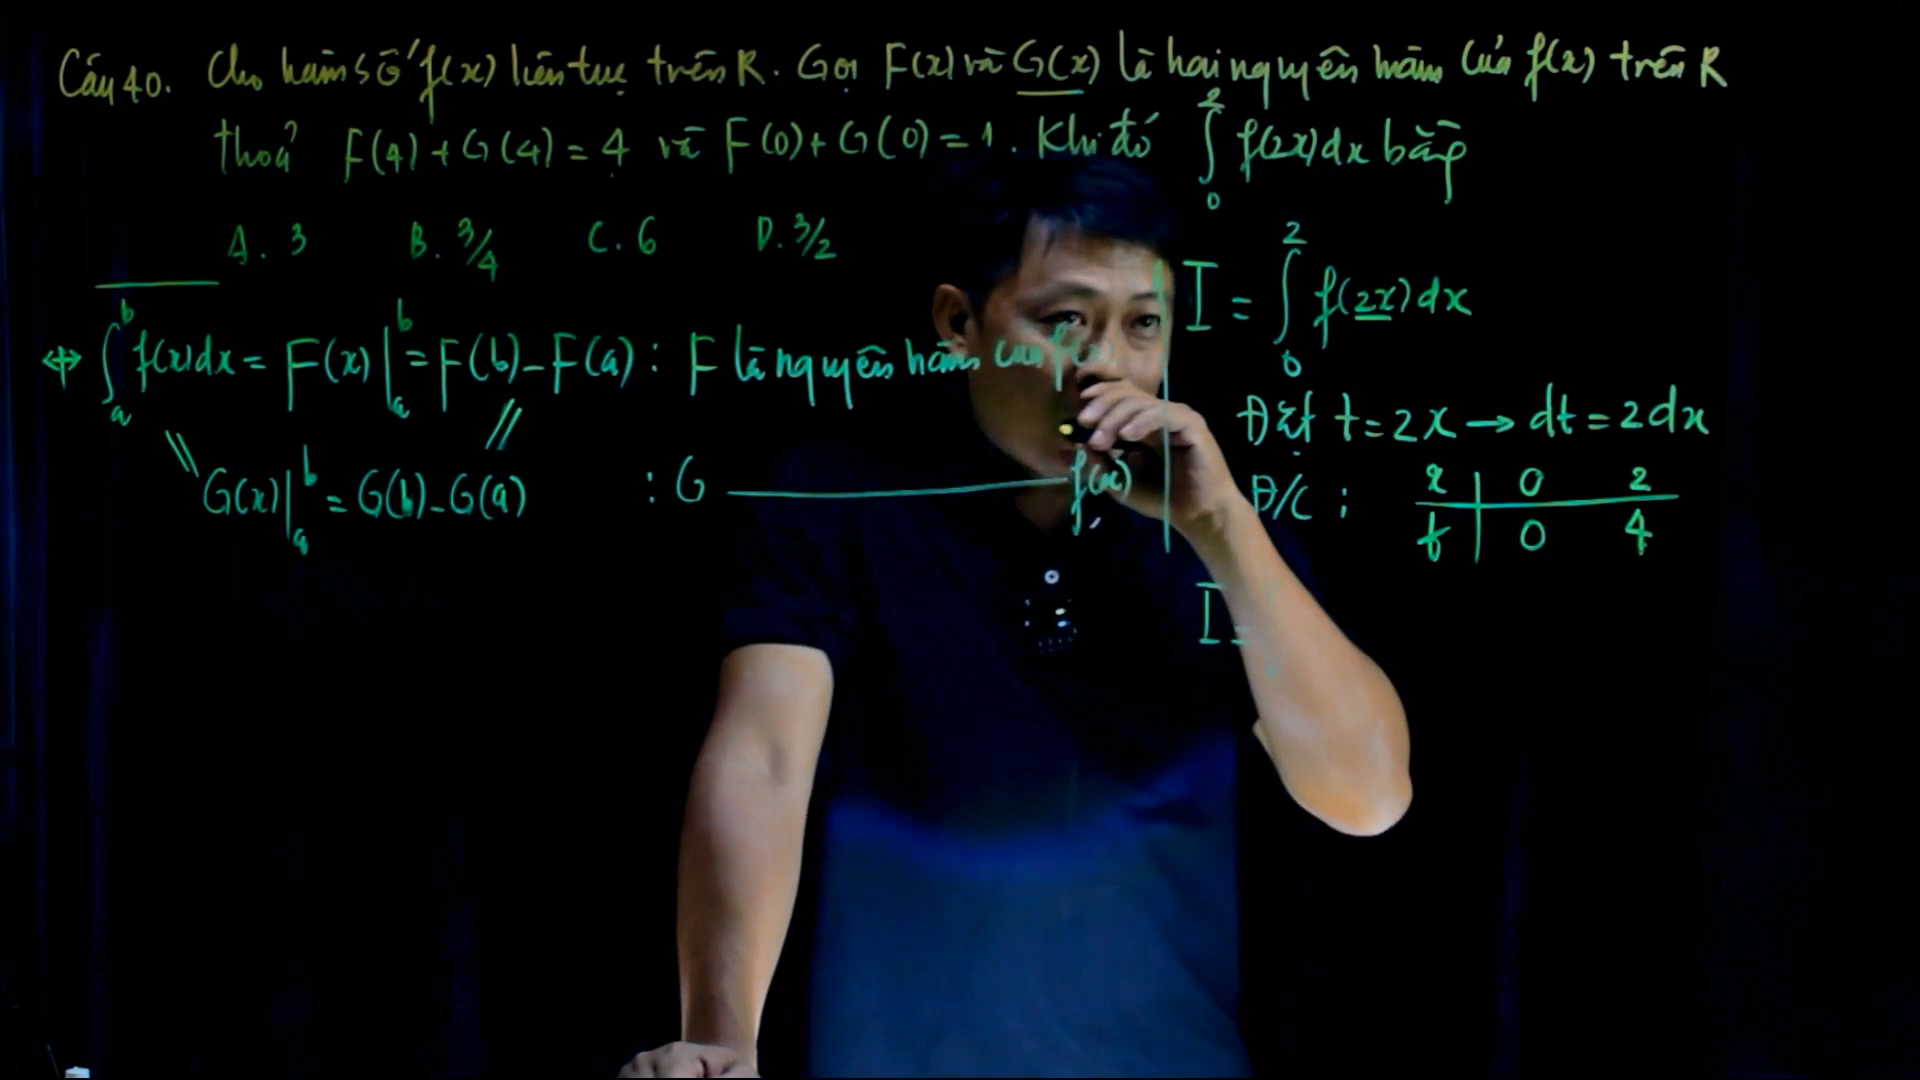 Câu 40. Cho hàm số f(x) liên tục trên R. Gọi F(x) và G(x) là hai nguyên hàm của f(x) trên R
thoả F(4) + G(4) = 4 và F(0) + G(0) = 1. Khi đó ∫₀² f(2x)dx bằng
A. 3 B. 3/4 C. 6 D. 3/2
∫ₐᵇ f(x)dx = F(x)|ₐᵇ = F(b) - F(a) : F là nguyên hàm của f(x)
G(x)|ₐᵇ = G(b) - G(a) : G f(x)
I = ∫₀² f(2x)dx
Đặt t = 2x → dt = 2dx
Đ/C : x | 0 2
t | 0 4
I =